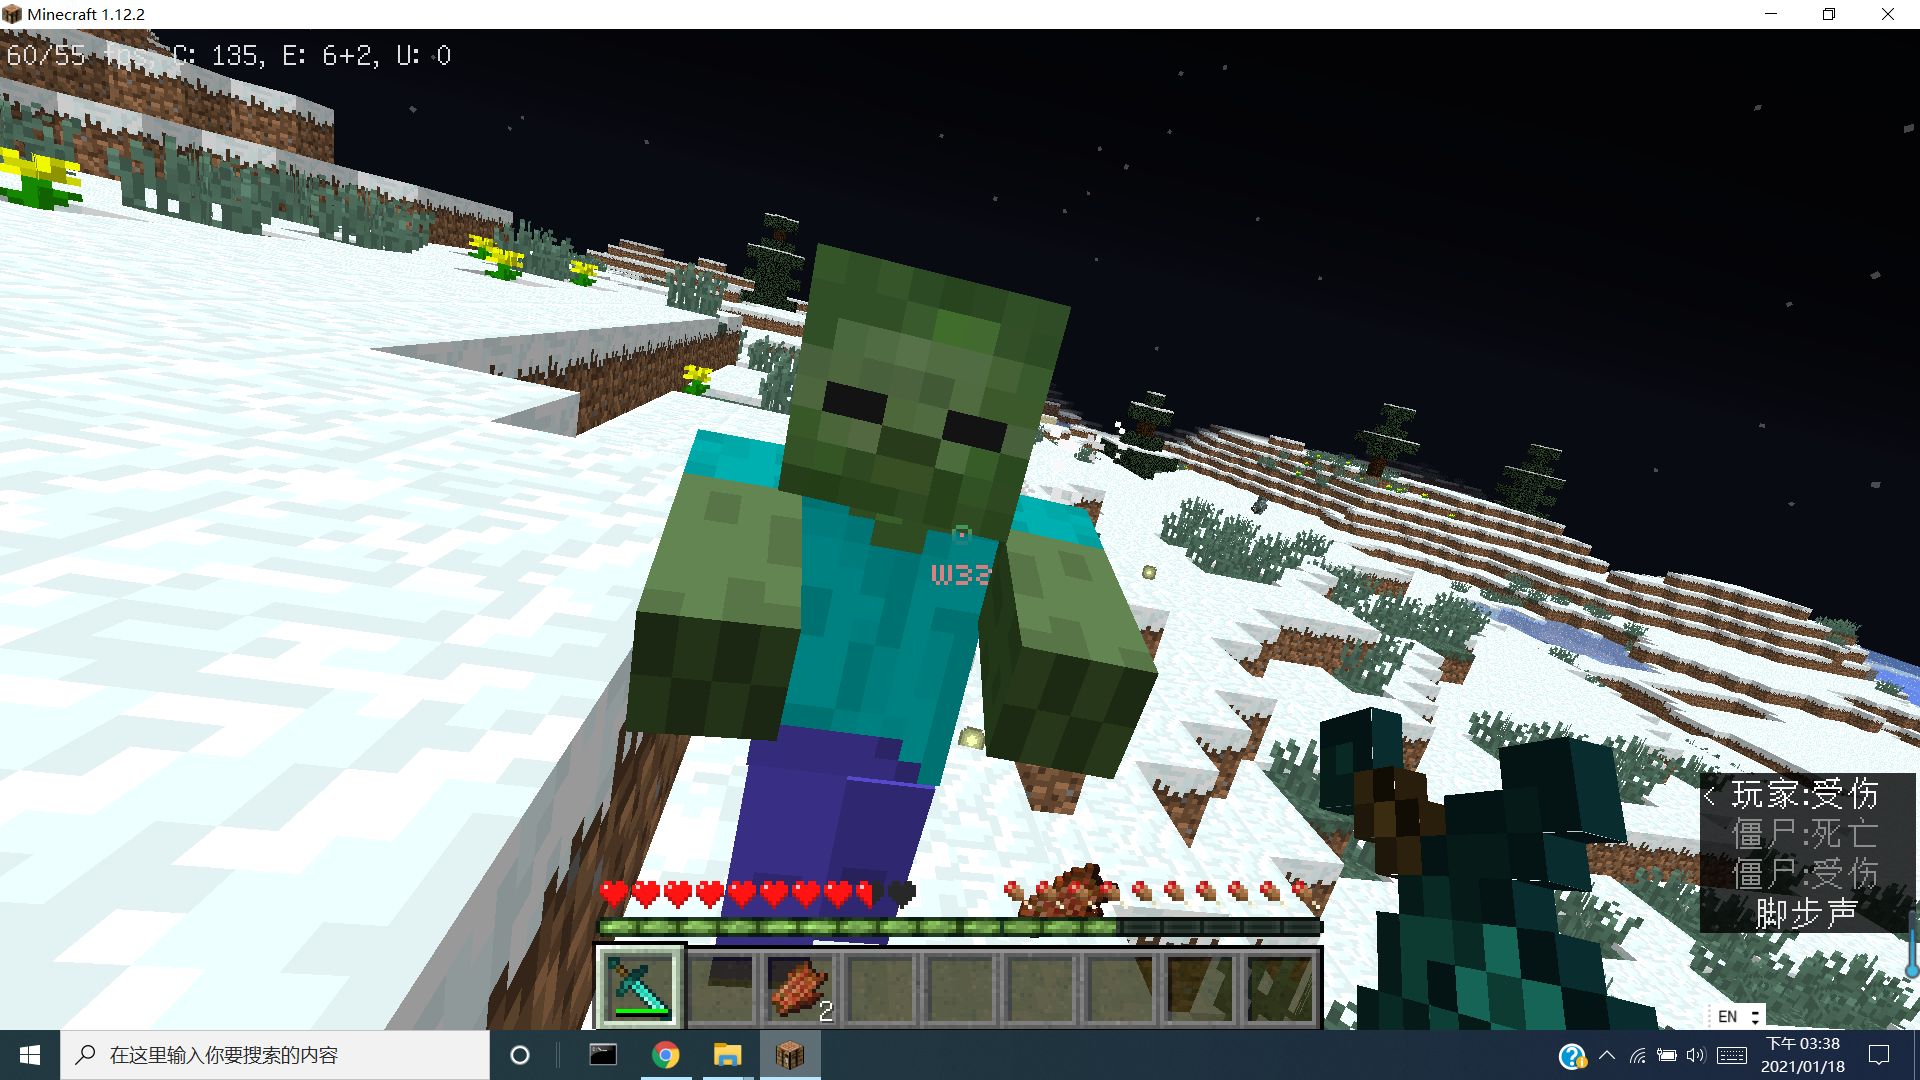 Minecraft 1.12.2
60/55 fps, C: 135, E: 6+2, U: 0
W33
< 玩家:受伤
僵尸:死亡
僵尸:受伤
脚步声
2
EN
在这里输入你要搜索的内容
下午 03:38
2021/01/18